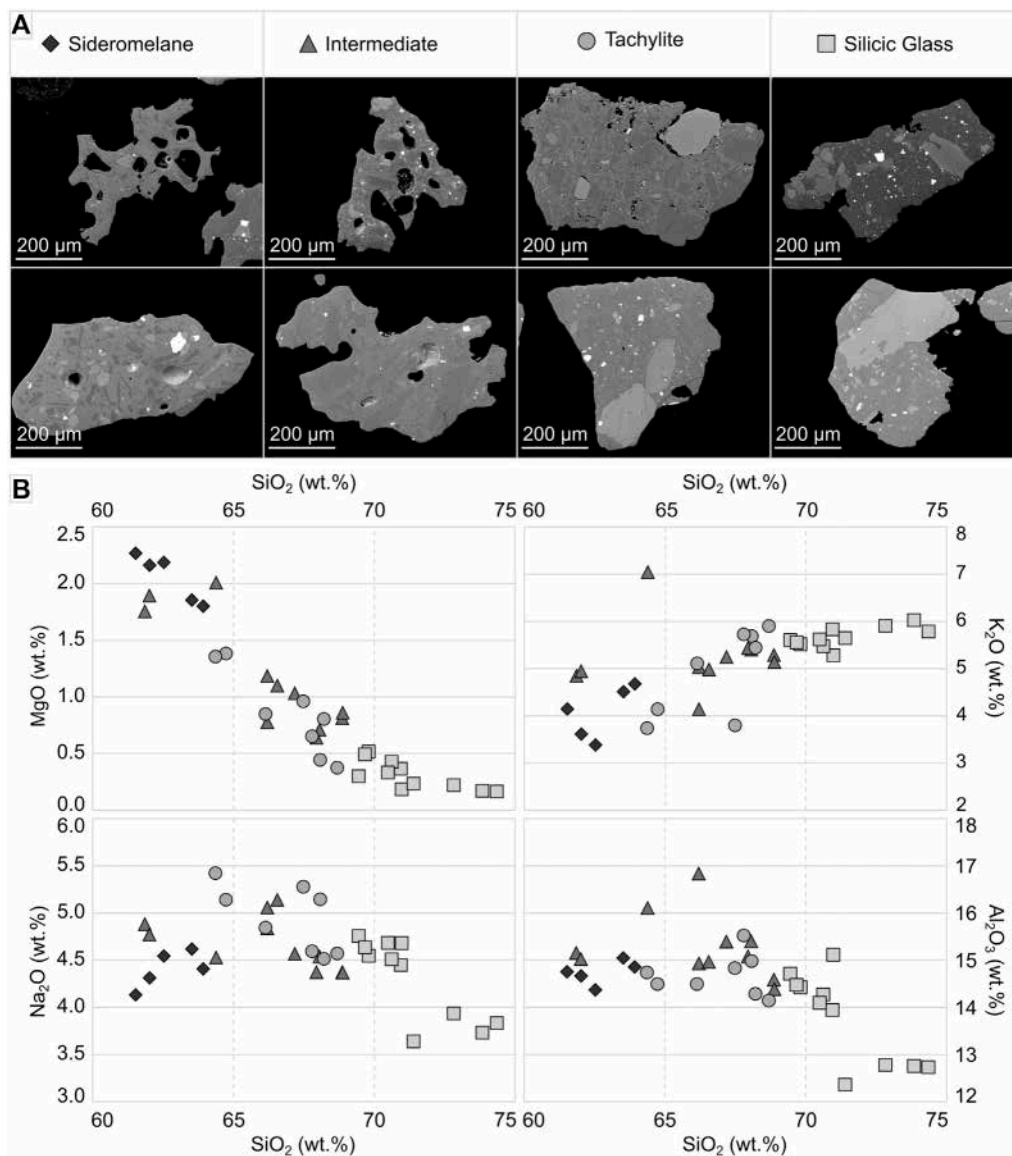 A
Sideromelane
Intermediate
Tachylite
Silicic Glass
200 µm
200 µm
200 µm
200 µm
200 µm
200 µm
200 µm
200 µm
B
SiO2 (wt.%)
SiO2 (wt.%)
60 65 70 75
60 65 70 75
2.5
2.0
1.5
1.0
0.5
0.0
MgO (wt.%)
8
7
6
5
4
3
2
K2O (wt.%)
6.0
5.5
5.0
4.5
4.0
3.5
3.0
Na2O (wt.%)
18
17
16
15
14
13
12
Al2O3 (wt.%)
60 65 70 75
60 65 70 75
SiO2 (wt.%)
SiO2 (wt.%)